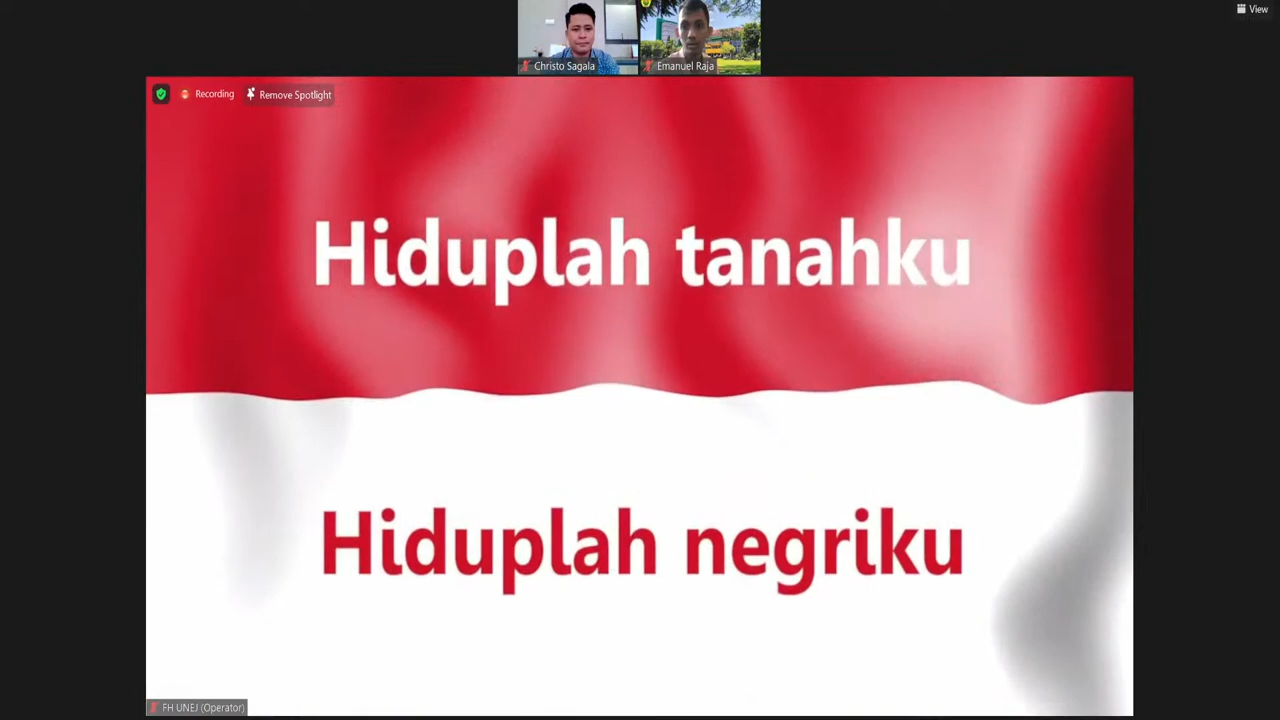 View
Christo Sagala
Emanuel Raja
Recording
Remove Spotlight
Hiduplah tanahku
Hiduplah negriku
FH UNEJ (Operator)